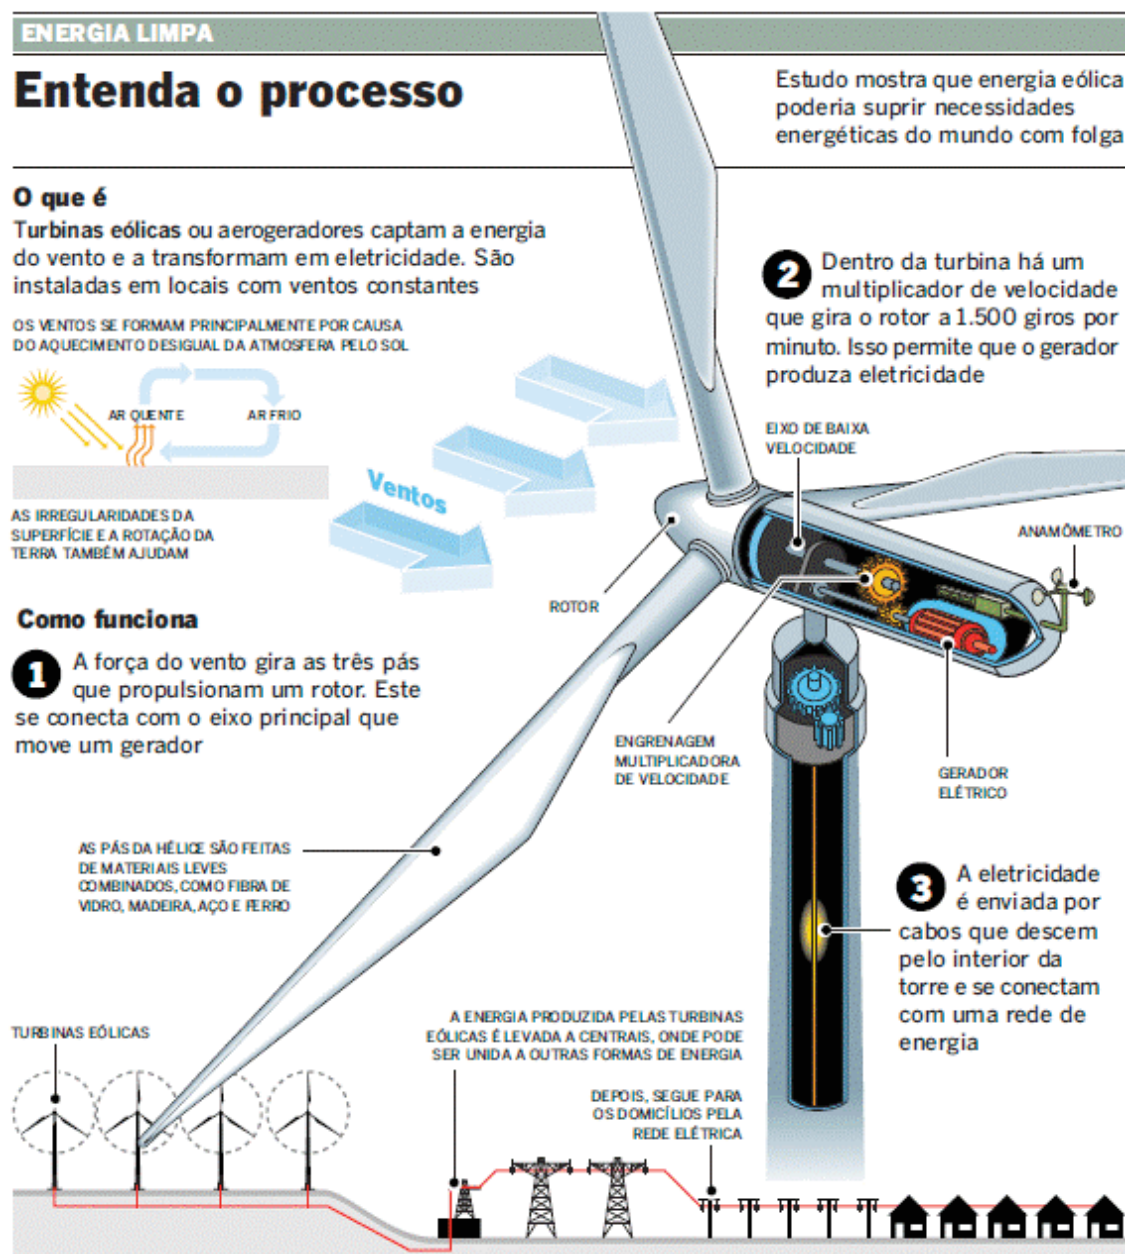 ENERGIA LIMPA
Entenda o processo
Estudo mostra que energia eólica
poderia suprir necessidades
energéticas do mundo com folga
O que é
Turbinas eólicas ou aerogeradores captam a energia
do vento e a transformam em eletricidade. São
instaladas em locais com ventos constantes
OS VENTOS SE FORMAM PRINCIPALMENTE POR CAUSA
DO AQUECIMENTO DESIGUAL DA ATMOSFERA PELO SOL
AR QUENTE
AR FRIO
AS IRREGULARIDADES DA
SUPERFÍCIE E A ROTAÇÃO DA
TERRA TAMBÉM AJUDAM
Ventos
Como funciona
1 A força do vento gira as três pás
que propulsionam um rotor. Este
se conecta com o eixo principal que
move um gerador
2 Dentro da turbina há um
multiplicador de velocidade
que gira o rotor a 1.500 giros por
minuto. Isso permite que o gerador
produza eletricidade
EIXO DE BAIXA
VELOCIDADE
ANAMÔMETRO
ROTOR
ENGRENAGEM
MULTIPLICADORA
DE VELOCIDADE
GERADOR
ELÉTRICO
AS PÁS DA HÉLICE SÃO FEITAS
DE MATERIAIS LEVES
COMBINADOS, COMO FIBRA DE
VIDRO, MADEIRA, AÇO E FERRO
3 A eletricidade
é enviada por
cabos que descem
pelo interior da
torre e se conectam
com uma rede de
energia
TURBINAS EÓLICAS
A ENERGIA PRODUZIDA PELAS TURBINAS
EÓLICAS É LEVADA A CENTRAIS, ONDE PODE
SER UNIDA A OUTRAS FORMAS DE ENERGIA
DEPOIS, SEGUE PARA
OS DOMICÍLIOS PELA
REDE ELÉTRICA